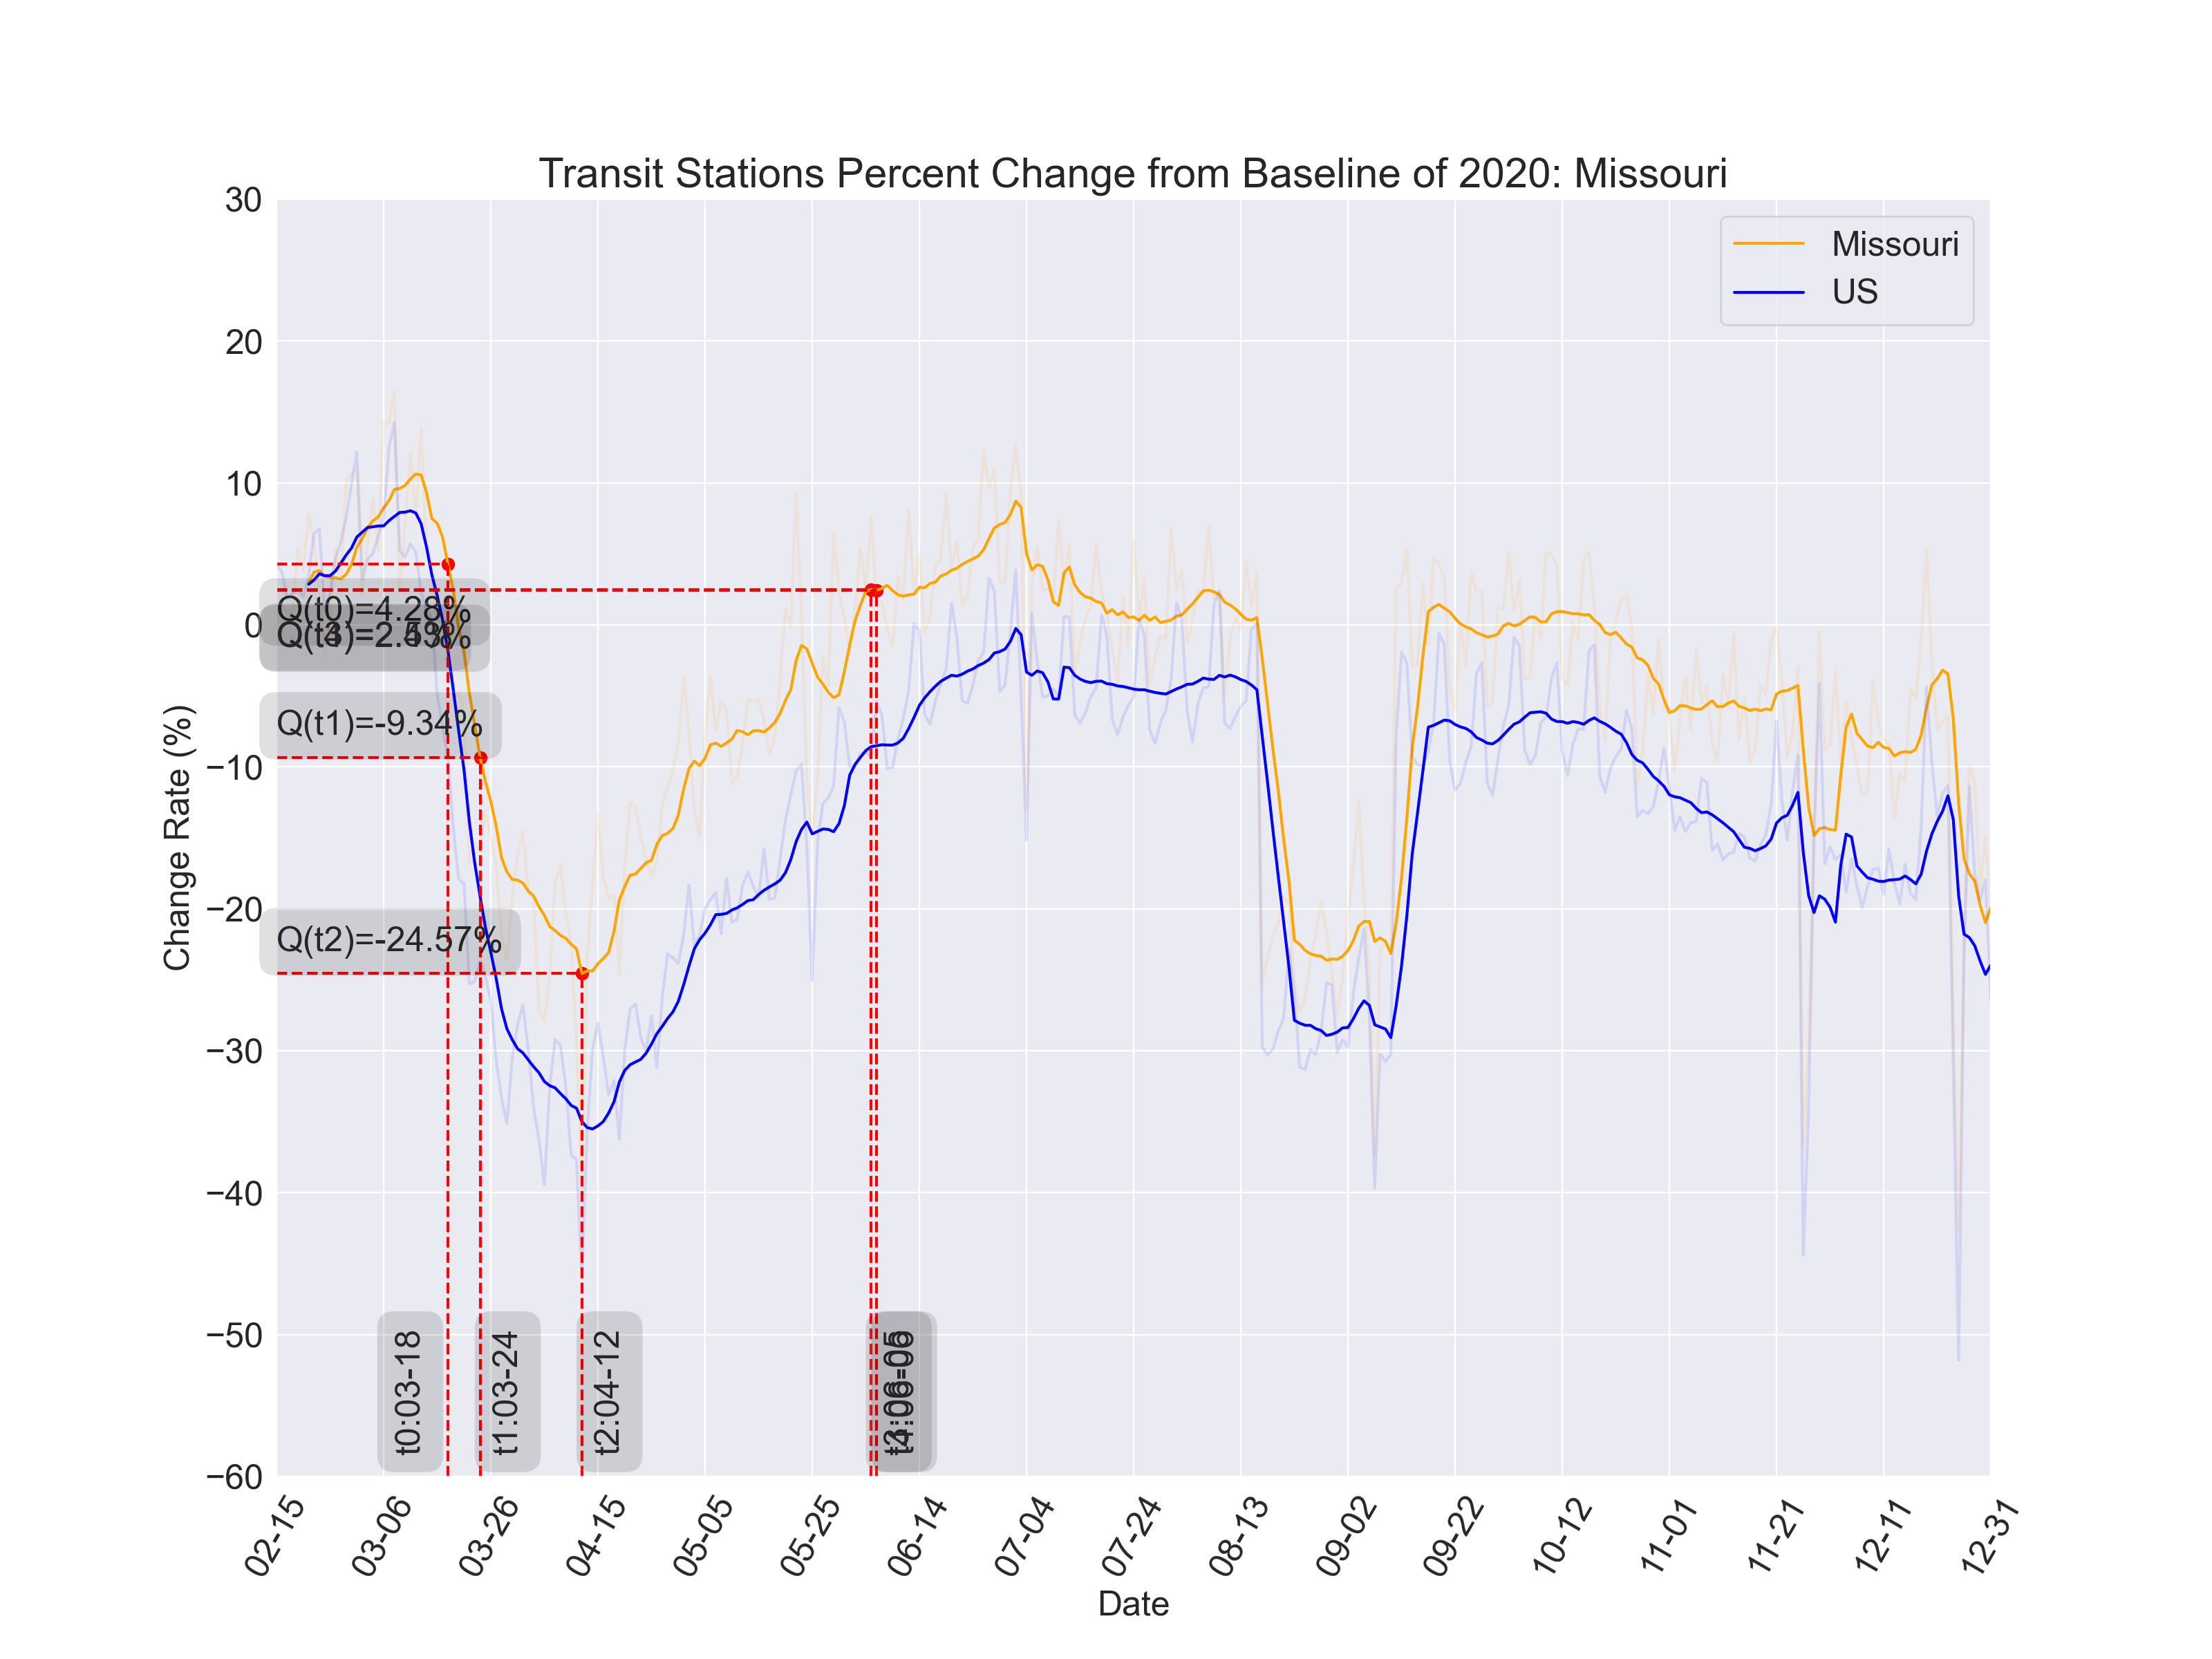 Transit Stations Percent Change from Baseline of 2020: Missouri
Missouri
US
30
20
10
0
−10
−20
−30
−40
−50
−60
Change Rate (%)
Q(t0)=4.28%
Q(t1)=-9.34%
Q(t2)=-24.57%
t0:03-18
t1:03-24
t2:04-12
02-15
03-06
03-26
04-15
05-05
05-25
06-14
07-04
07-24
08-13
09-02
09-22
10-12
11-01
11-21
12-11
12-31
Date